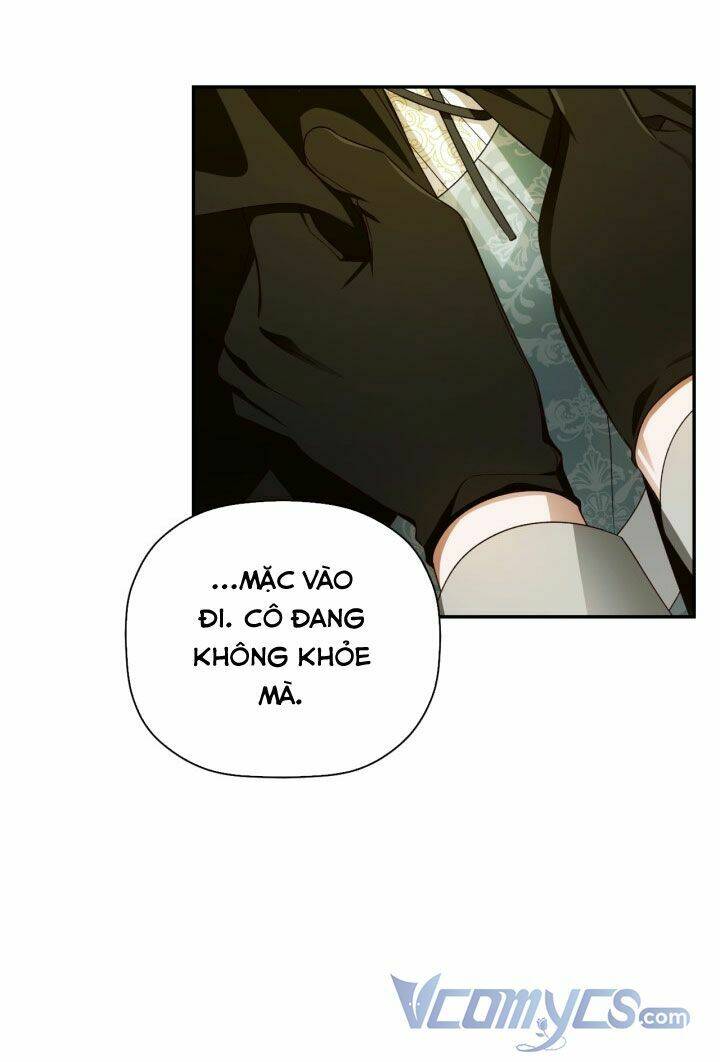 ...MẶC VÀO
ĐI. CÔ ĐANG
KHÔNG KHỎE
MÀ.
VCOMYCS.com